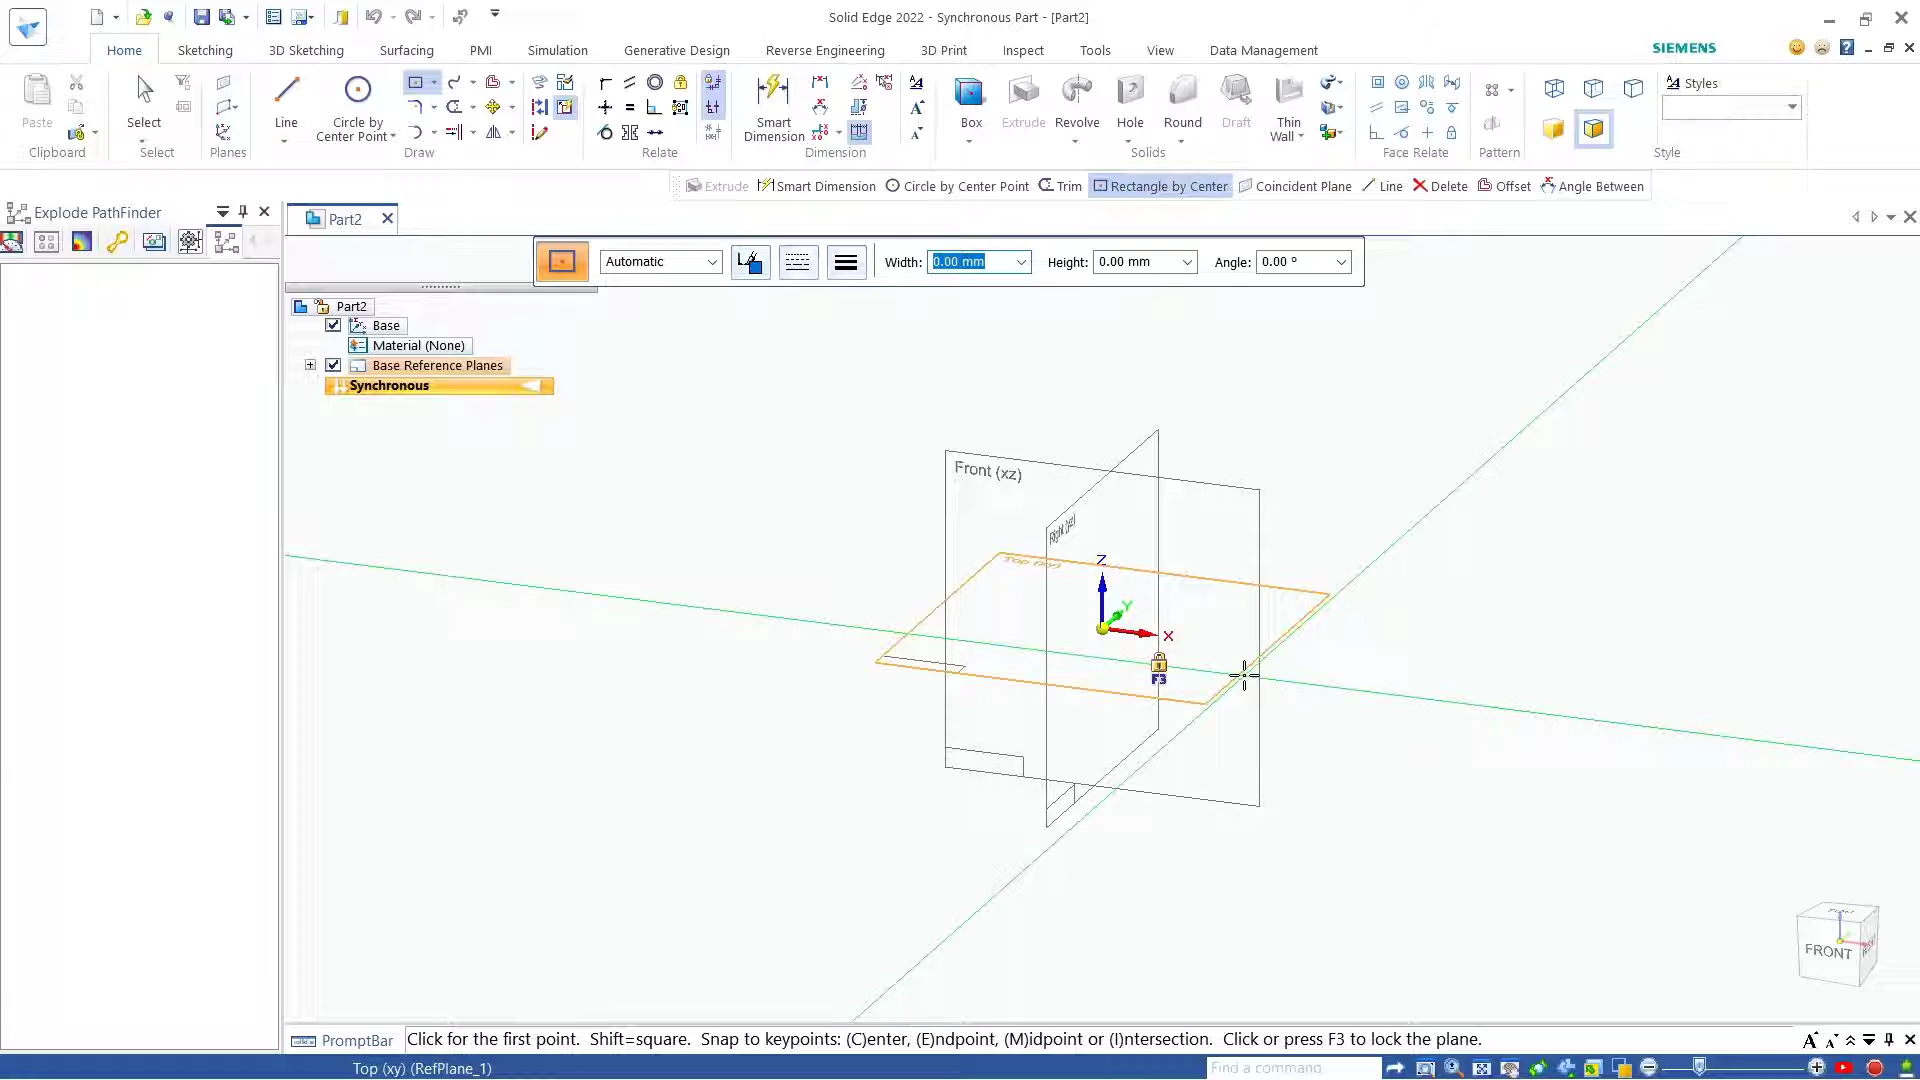 Solid Edge 2022 - Synchronous Part - [Part2]
Home
Sketching
3D Sketching
Surfacing
PMI
Simulation
Generative Design
Reverse Engineering
3D Print
Inspect
Tools
View
Data Management
SIEMENS
Paste
Select
Line
Circle by
Center Point
Smart
Dimension
Box
Extrude
Revolve
Hole
Round
Draft
Thin
Wall
Styles
Clipboard
Select
Planes
Draw
Relate
Dimension
Solids
Face Relate
Pattern
Style
Extrude
Smart Dimension
Circle by Center Point
Trim
Rectangle by Center
Coincident Plane
Line
Delete
Offset
Angle Between
Explode PathFinder
Part2
Automatic
Width:
0.00 mm
Height:
0.00 mm
Angle:
0.00 °
Part2
Base
Material (None)
Base Reference Planes
Synchronous
Front (xz)
Right (yz)
Top (xy)
Z
Y
X
F3
FRONT
PromptBar
Click for the first point. Shift=square. Snap to keypoints: (C)enter, (E)ndpoint, (M)idpoint or (I)ntersection. Click or press F3 to lock the plane.
Top (xy) (RefPlane_1)
Find a command